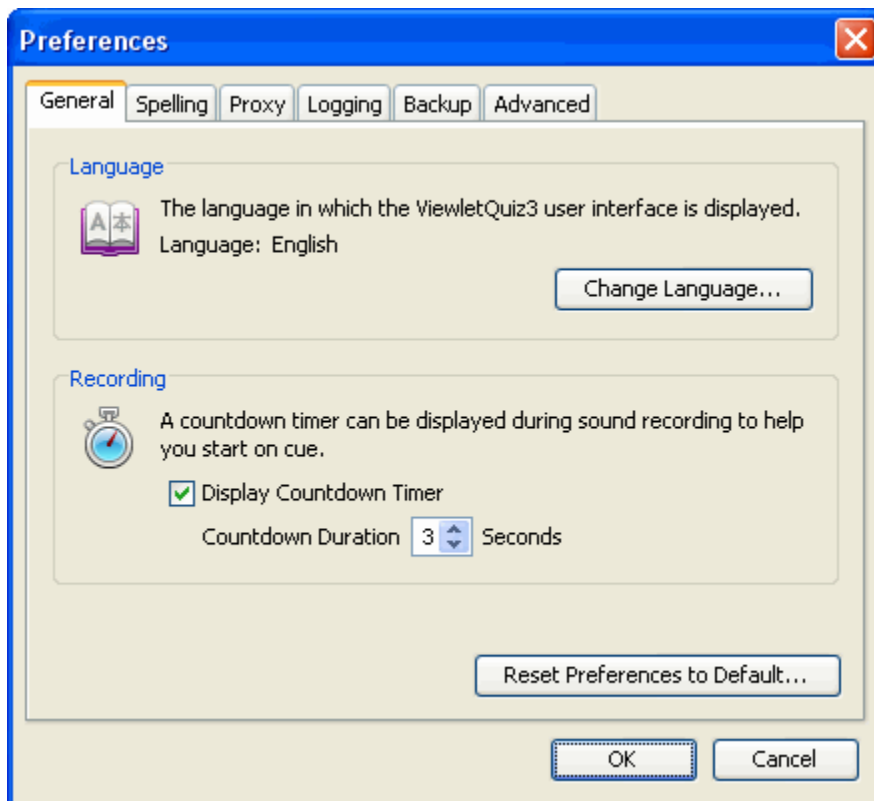 Preferences
General Spelling Proxy Logging Backup Advanced
Language
A本
The language in which the ViewletQuiz3 user interface is displayed.
Language: English
Change Language...
Recording
A countdown timer can be displayed during sound recording to help
you start on cue.
Display Countdown Timer
Countdown Duration 3 Seconds
Reset Preferences to Default...
OK Cancel